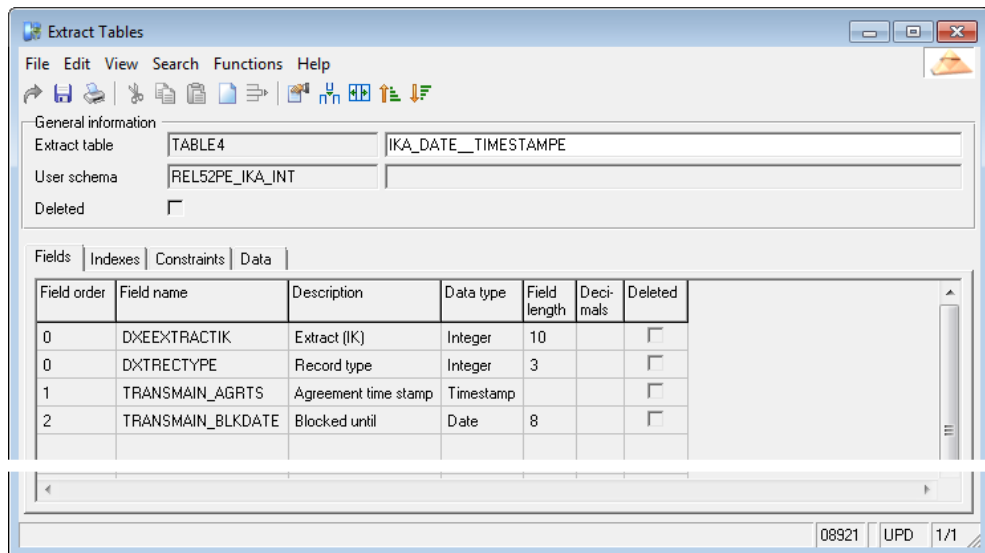 Extract Tables
File Edit View Search Functions Help
General information
Extract table TABLE4 IKA_DATE__TIMESTAMPE
User schema REL52PE_IKA_INT
Deleted
Fields Indexes Constraints Data
Field order Field name Description Data type Field length Deci-mals Deleted
0 DXEEXTRACTIK Extract (IK) Integer 10
0 DXTRECTYPE Record type Integer 3
1 TRANSMAIN_AGRTS Agreement time stamp Timestamp
2 TRANSMAIN_BLKDATE Blocked until Date 8
08921 UPD 1/1